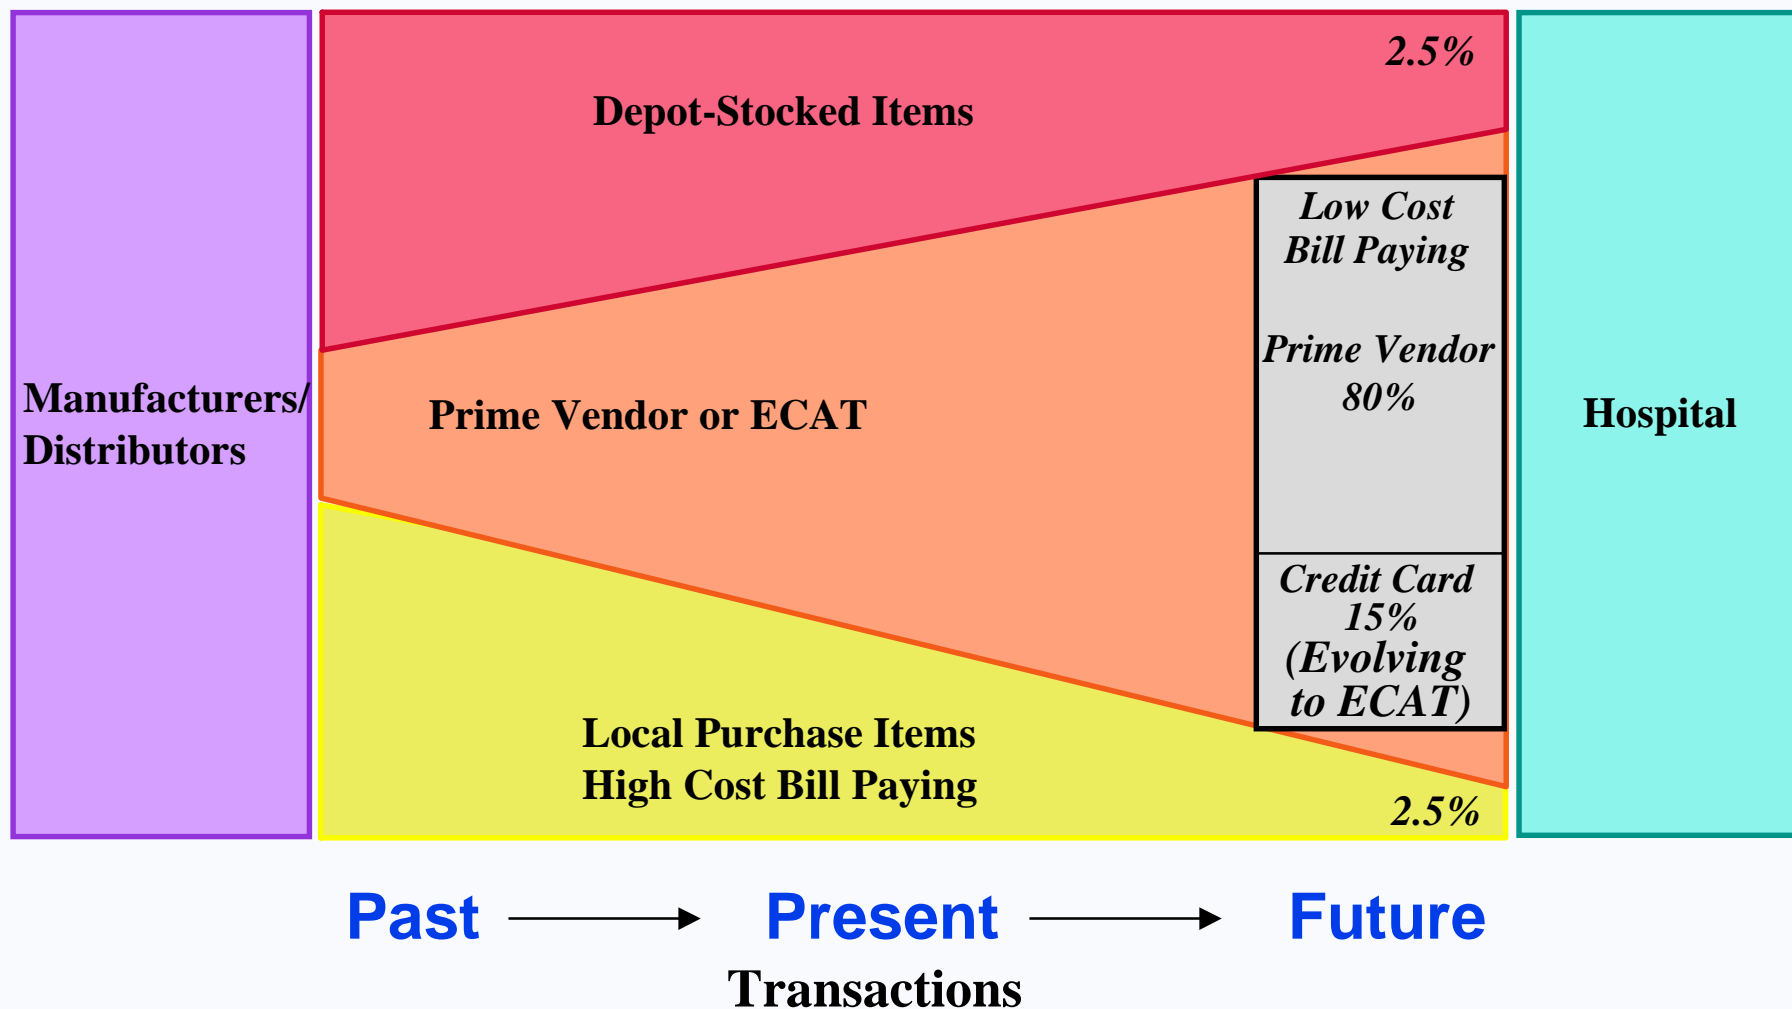 2.5%
Depot-Stocked Items
Low Cost
Bill Paying
Prime Vendor
80%
Manufacturers/
Distributors
Prime Vendor or ECAT
Hospital
Credit Card
15%
(Evolving
to ECAT)
Local Purchase Items
High Cost Bill Paying
2.5%
Past
Present
Future
Transactions